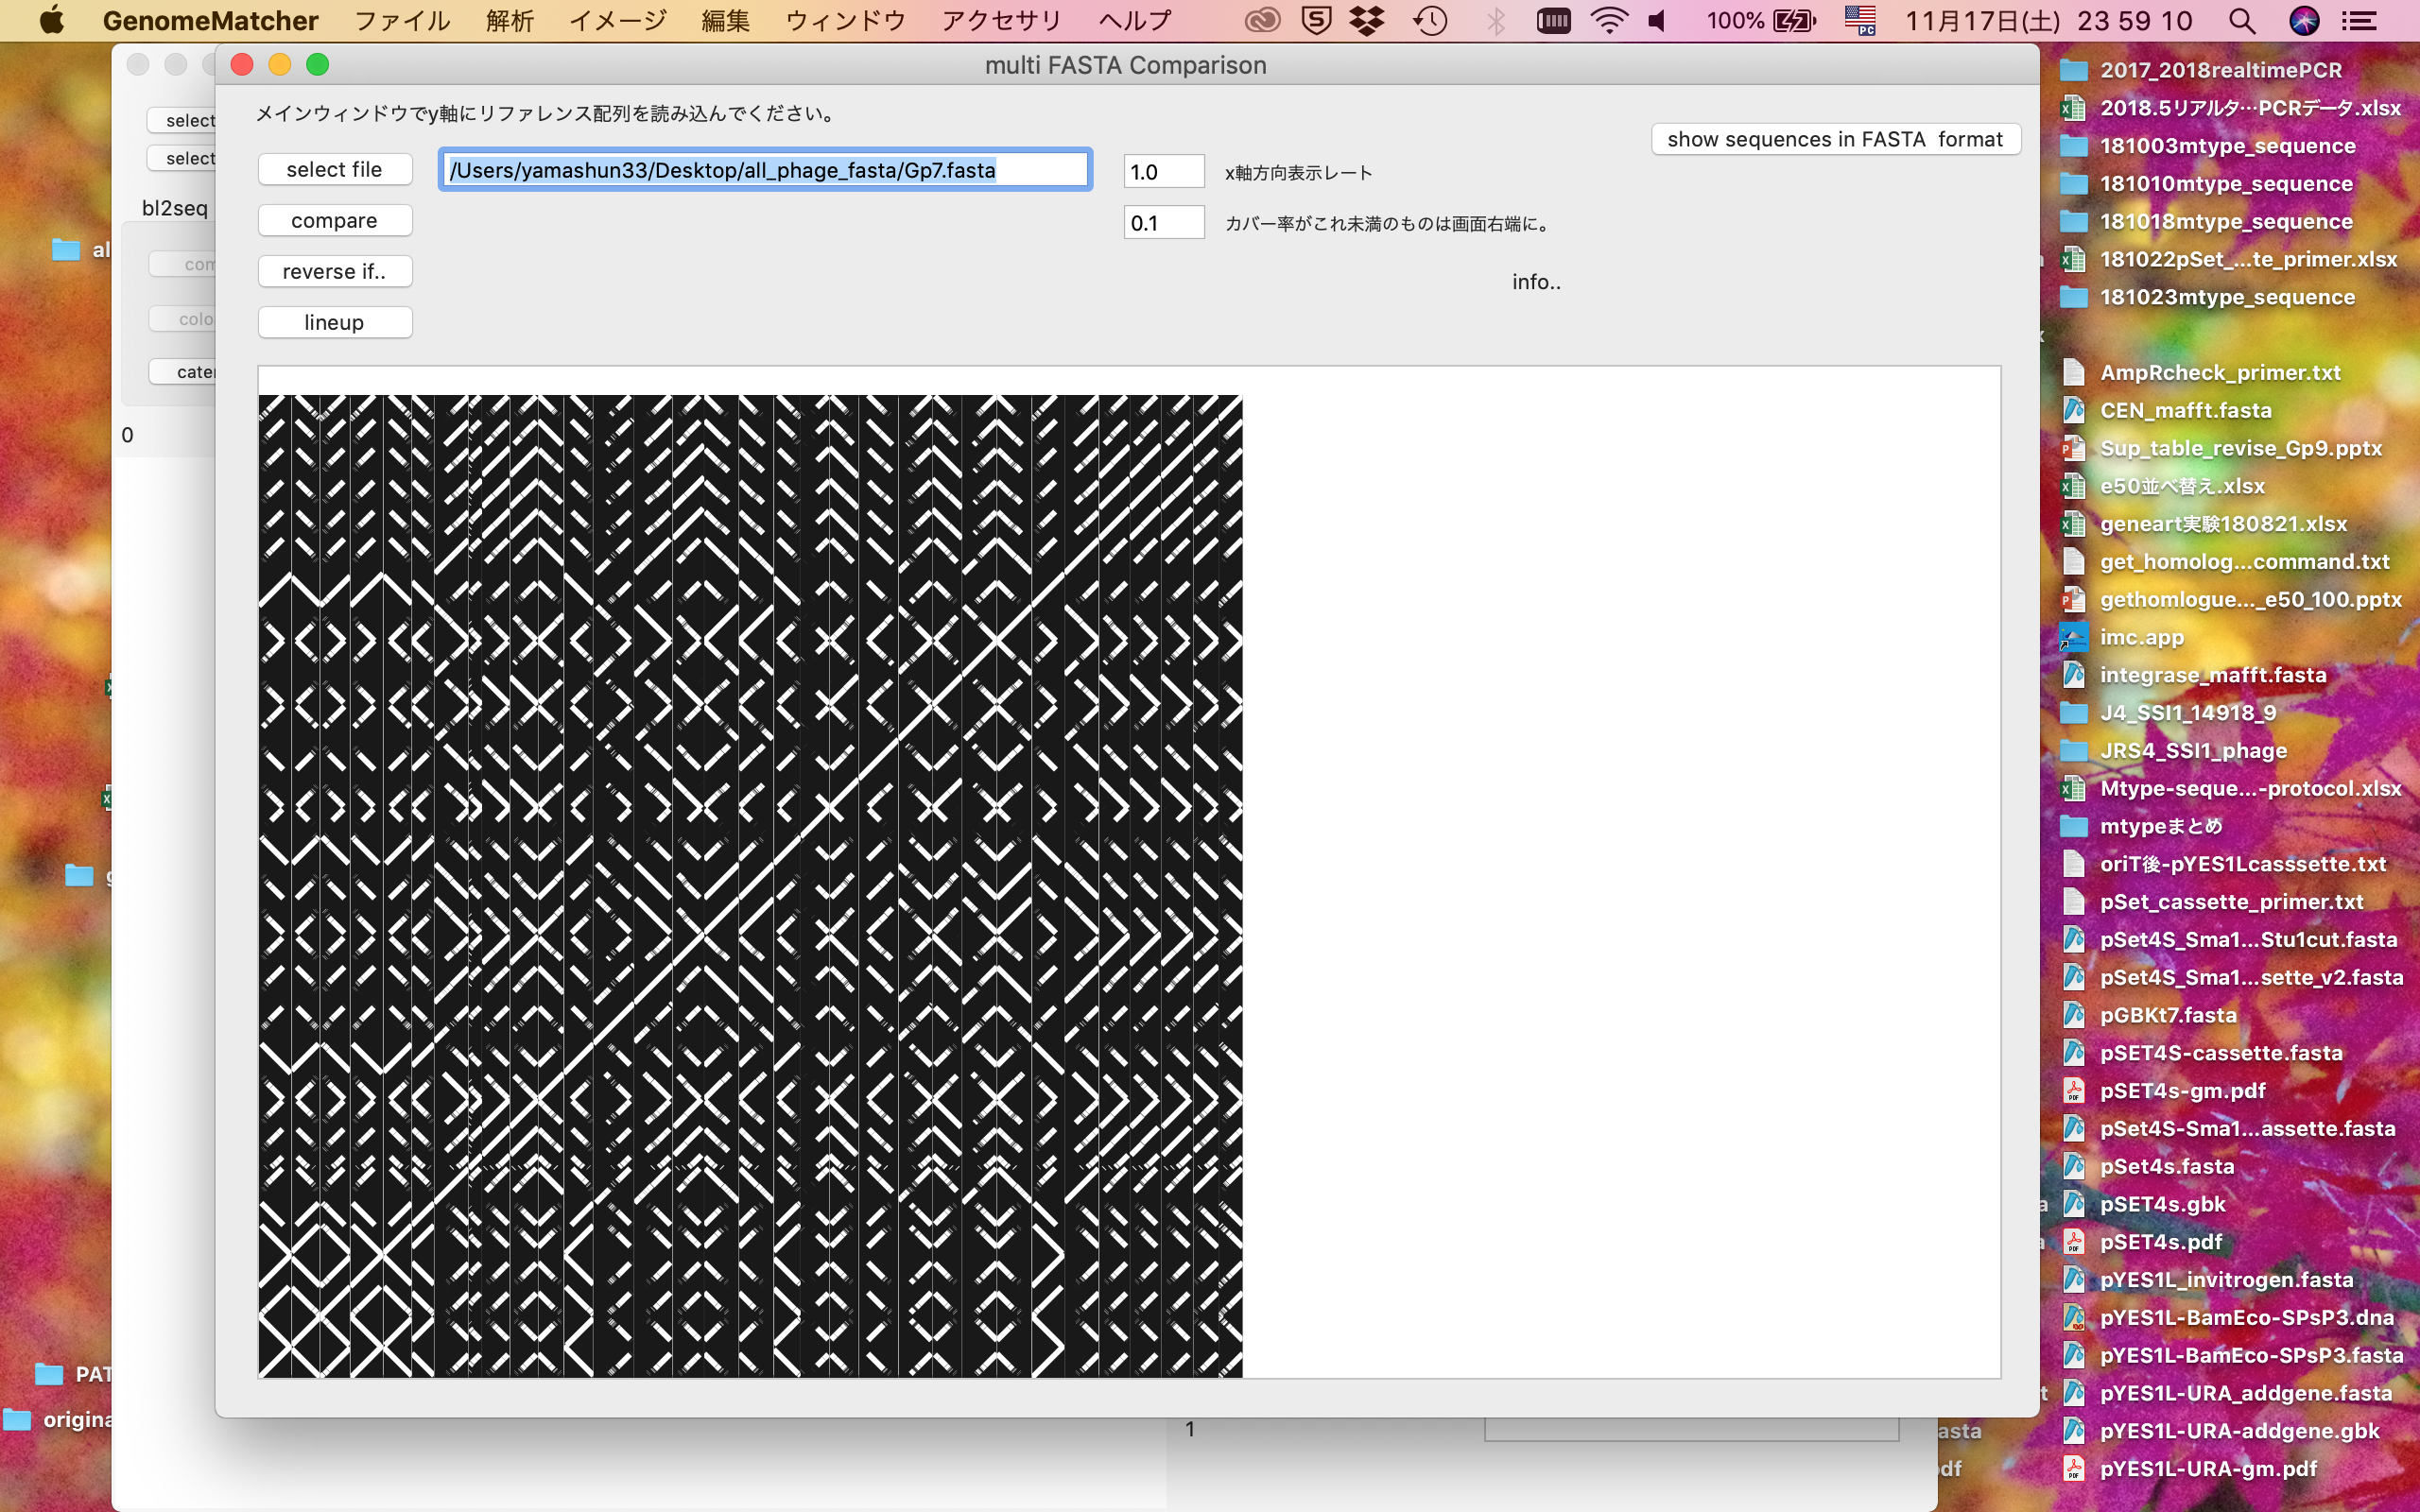 GenomeMatcher ファイル 解析 イメージ 編集 ウィンドウ アクセサリ ヘルプ 100% PC 11月17日(土) 23 59 10
multi FASTA Comparison
メインウィンドウでy軸にリファレンス配列を読み込んでください。
show sequences in FASTA format
select file /Users/yamashun33/Desktop/all_phage_fasta/Gp7.fasta 1.0 x軸方向表示レート
compare 0.1 カバー率がこれ未満のものは画面右端に。
reverse if..
info..
lineup
select
select
bl2seq
com
colo
cater
0
al
g
PAT
origina
1
asta
df
2017_2018realtimePCR
2018.5リアルタ…PCRデータ.xlsx
181003mtype_sequence
181010mtype_sequence
181018mtype_sequence
181022pSet_...te_primer.xlsx
181023mtype_sequence
AmpRcheck_primer.txt
CEN_mafft.fasta
Sup_table_revise_Gp9.pptx
e50並べ替え.xlsx
geneart実験180821.xlsx
get_homolog...command.txt
gethomlogue..._e50_100.pptx
imc.app
integrase_mafft.fasta
J4_SSI1_14918_9
JRS4_SSI1_phage
Mtype-seque...-protocol.xlsx
mtypeまとめ
oriT後-pYES1Lcasssette.txt
pSet_cassette_primer.txt
pSet4S_Sma1...Stu1cut.fasta
pSet4S_Sma1...sette_v2.fasta
pGBKt7.fasta
pSET4S-cassette.fasta
pSET4s-gm.pdf
pSet4S-Sma1...assette.fasta
pSet4s.fasta
pSET4s.gbk
pSET4s.pdf
pYES1L_invitrogen.fasta
pYES1L-BamEco-SPsP3.dna
pYES1L-BamEco-SPsP3.fasta
pYES1L-URA_addgene.fasta
pYES1L-URA-addgene.gbk
pYES1L-URA-gm.pdf